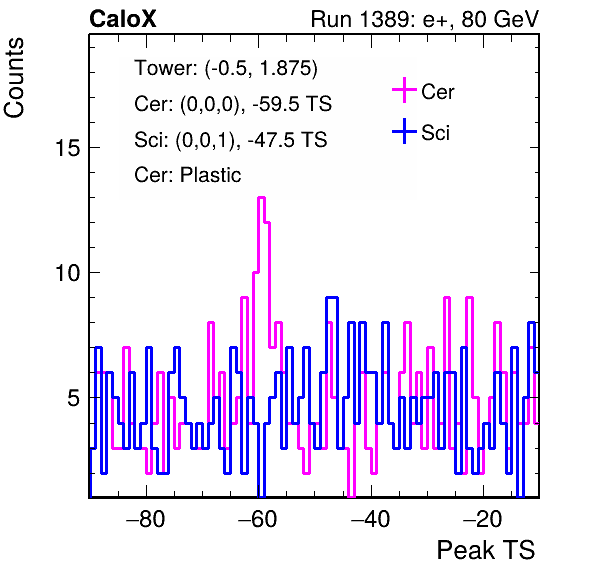 CaloX Run 1389: e+, 80 GeV
Counts
Tower: (-0.5, 1.875)
Cer: (0,0,0), -59.5 TS
Sci: (0,0,1), -47.5 TS
Cer: Plastic
Cer
Sci
15
10
5
−80 −60 −40 −20
Peak TS